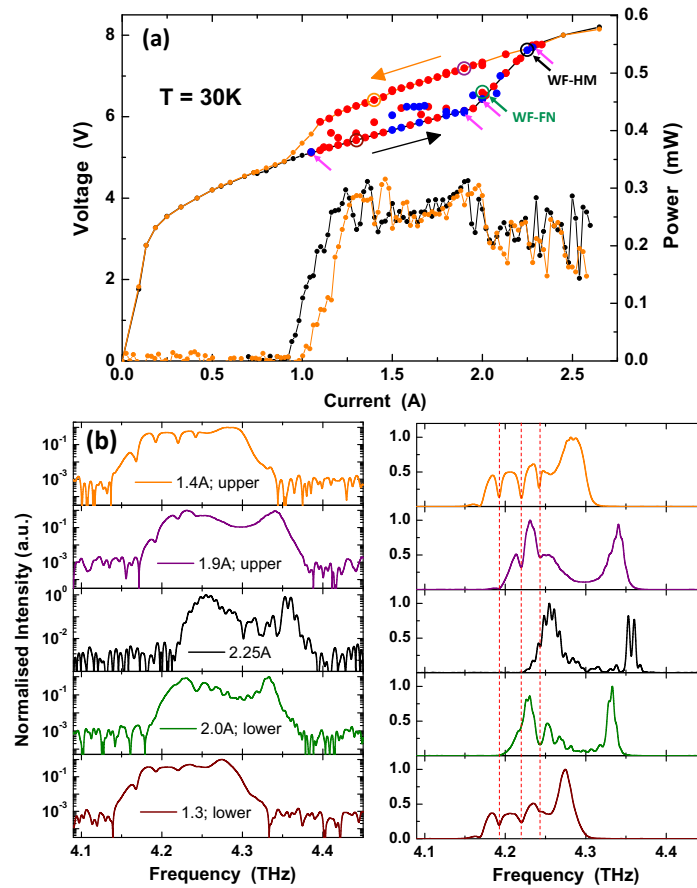 (a)
T = 30K
WF-HM
WF-FN
Voltage (V)
8
6
4
2
0
Power (mW)
0.6
0.5
0.4
0.3
0.2
0.1
0.0
0.0 0.5 1.0 1.5 2.0 2.5
Current (A)
(b)
Normalised Intensity (a.u.)
10⁻¹
10⁻³
1.4A; upper
10⁻¹
10⁻³
1.9A; upper
10⁰
10⁻²
2.25A
10⁻¹
10⁻³
2.0A; lower
10⁻¹
10⁻³
1.3; lower
4.1 4.2 4.3 4.4
Frequency (THz)
1.0
0.5
1.0
0.5
1.0
0.5
1.0
0.5
1.0
0.5
0.0
4.1 4.2 4.3 4.4
Frequency (THz)